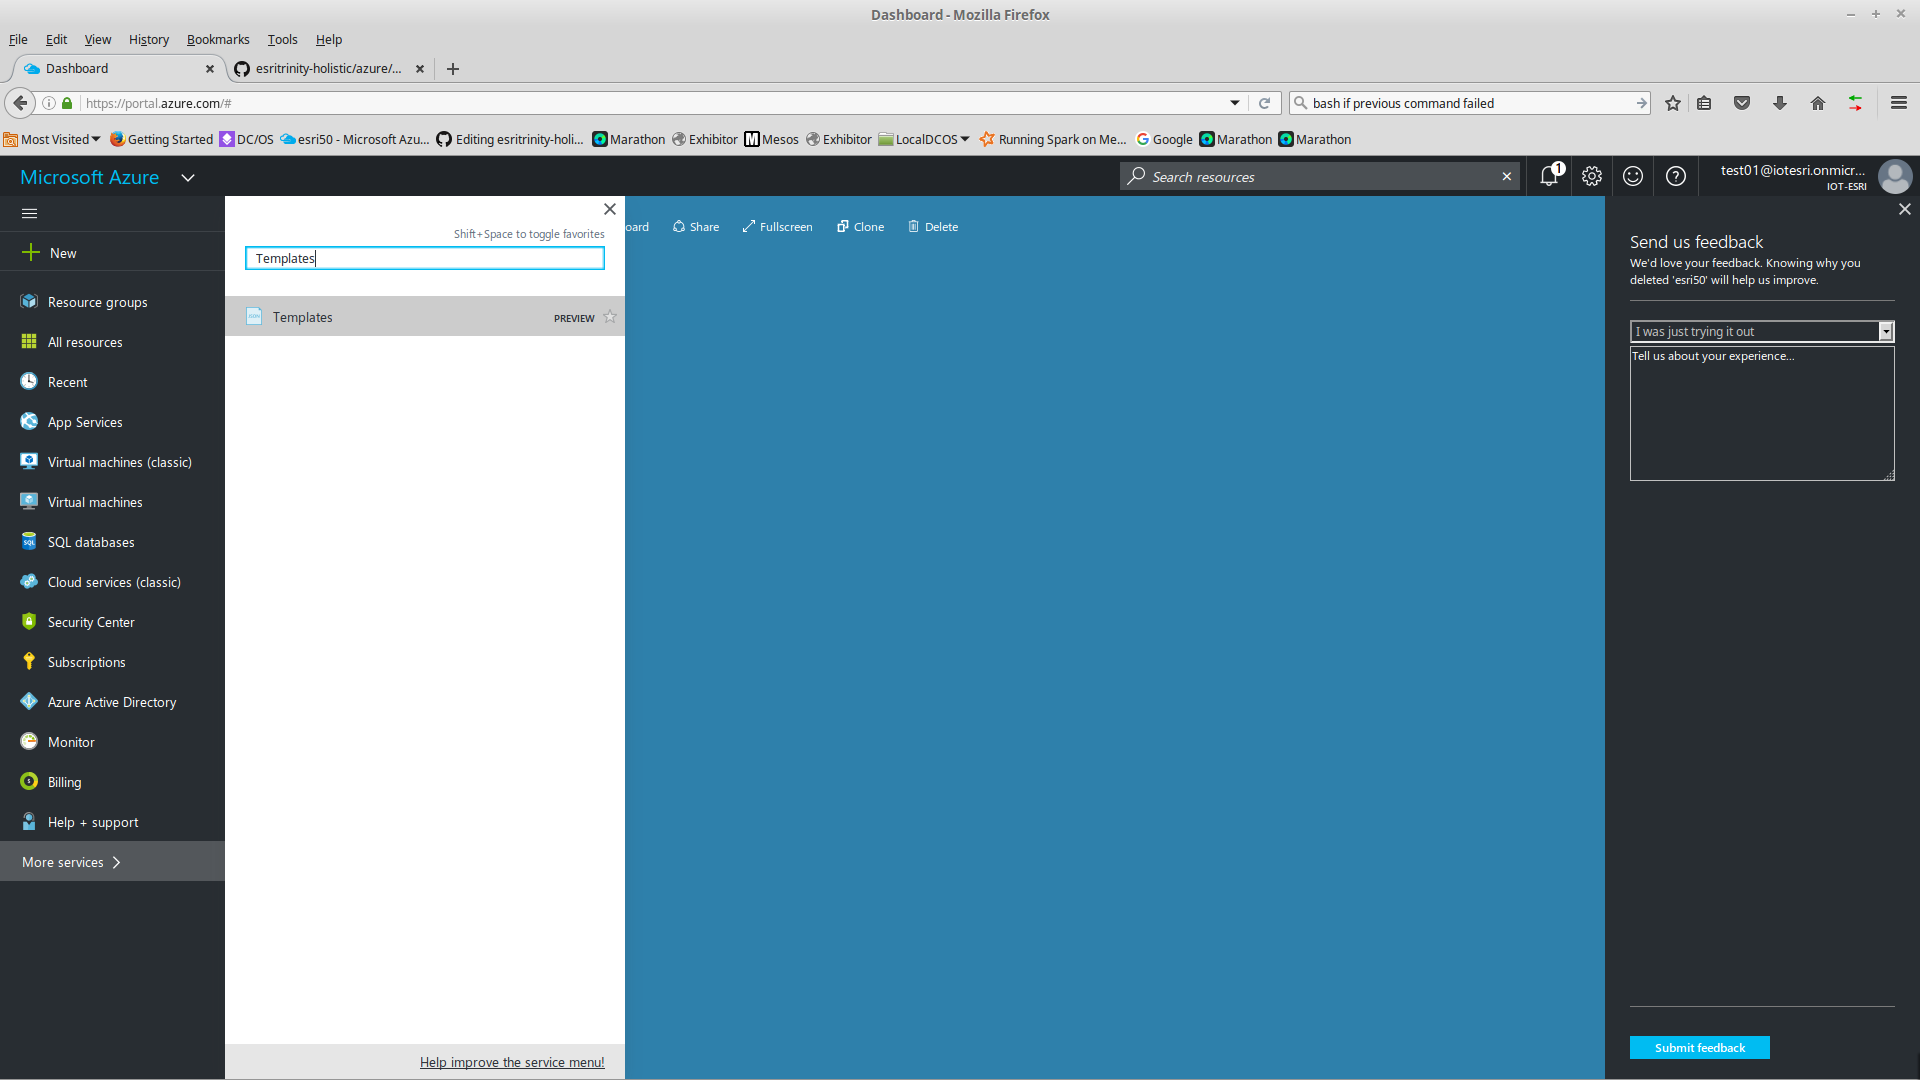 Dashboard - Mozilla Firefox
File Edit View History Bookmarks Tools Help
Dashboard
esritrinity-holistic/azure/...
https://portal.azure.com/#
bash if previous command failed
Most Visited
Getting Started
DC/OS
esri50 - Microsoft Azu...
Editing esritrinity-holi...
Marathon
Exhibitor
Mesos
Exhibitor
LocalDCOS
Running Spark on Me...
Google
Marathon
Marathon
Microsoft Azure
Search resources
1
test01@iotesri.onmicr...
IOT-ESRI
New
Resource groups
All resources
Recent
App Services
Virtual machines (classic)
Virtual machines
SQL databases
Cloud services (classic)
Security Center
Subscriptions
Azure Active Directory
Monitor
Billing
Help + support
More services
Shift+Space to toggle favorites
Templates
Templates
PREVIEW
Help improve the service menu!
oard
Share
Fullscreen
Clone
Delete
Send us feedback
We'd love your feedback. Knowing why you
deleted 'esri50' will help us improve.
I was just trying it out
Tell us about your experience...
Submit feedback